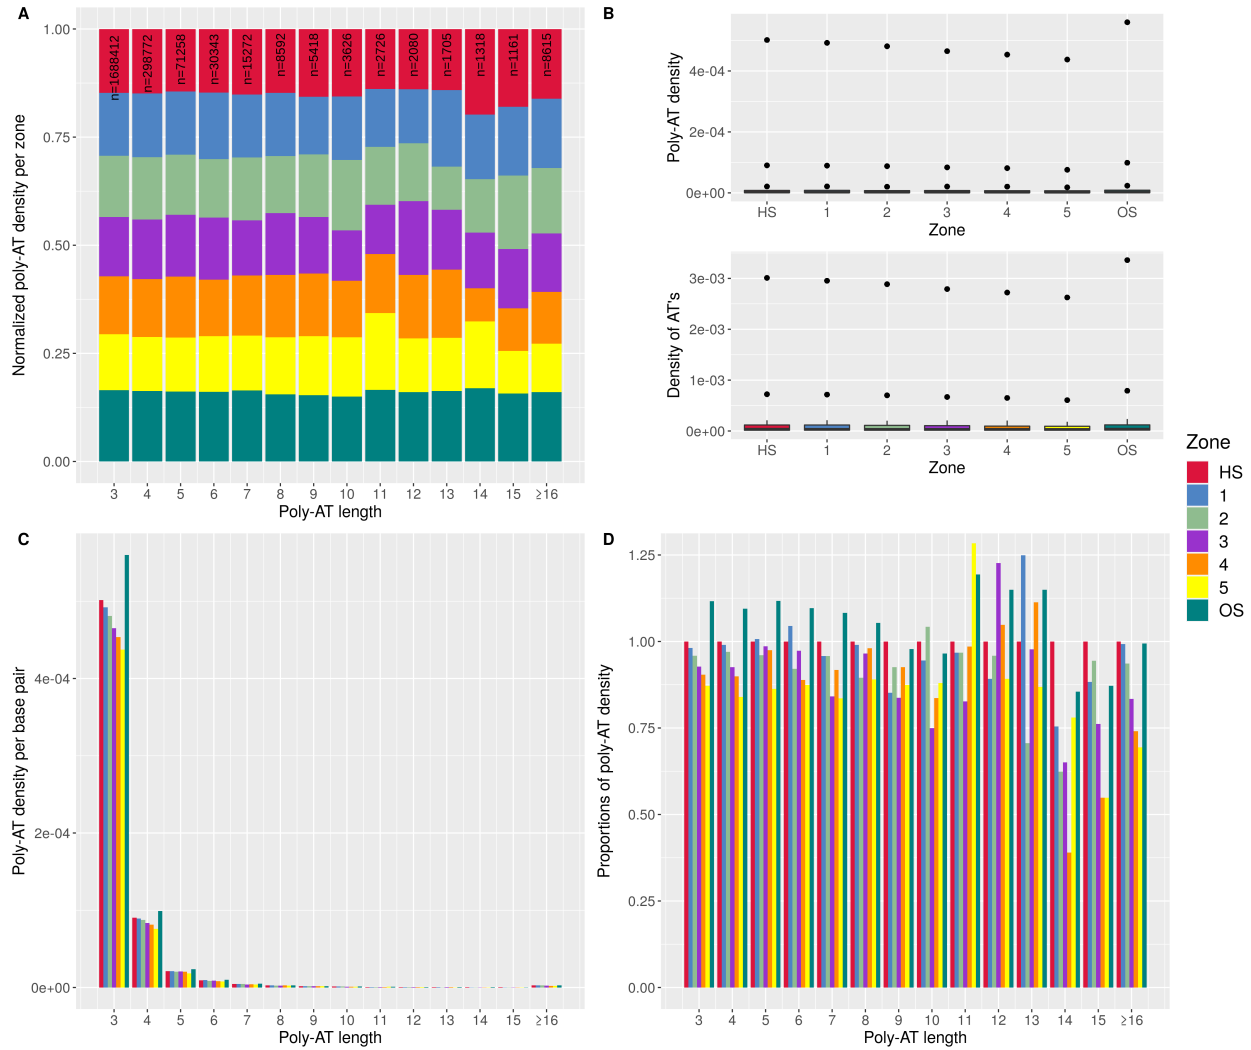 A
Normalized poly-AT density per zone
1.00
0.75
0.50
0.25
0.00
n=1688412
n=298772
n=71258
n=30343
n=15272
n=8592
n=5418
n=3626
n=2726
n=2080
n=1705
n=1318
n=1161
n=8615
3 4 5 6 7 8 9 10 11 12 13 14 15 ≥16
Poly-AT length
B
Poly-AT density
4e-04
2e-04
0e+00
HS 1 2 3 4 5 OS
Zone
Density of AT's
3e-03
2e-03
1e-03
0e+00
HS 1 2 3 4 5 OS
Zone
Zone
HS
1
2
3
4
5
OS
C
Poly-AT density per base pair
4e-04
2e-04
0e+00
3 4 5 6 7 8 9 10 11 12 13 14 15 ≥16
Poly-AT length
D
Proportions of poly-AT density
1.25
1.00
0.75
0.50
0.25
0.00
3 4 5 6 7 8 9 10 11 12 13 14 15 ≥16
Poly-AT length